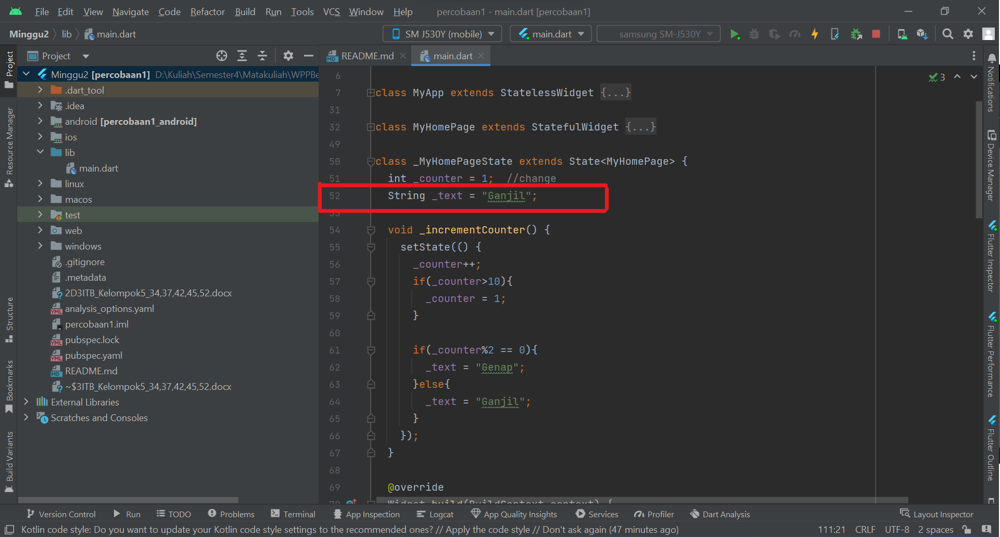 File Edit View Navigate Code Refactor Build Run Tools VCS Window Help percobaan1 - main.dart [percobaan1]
Minggu2 lib main.dart SM J530Y (mobile) main.dart samsung SM-J530Y
Project
Resource Manager
Structure
Bookmarks
Build Variants
Project
Minggu2 [percobaan1] D:\Kuliah\Semester4\Matakuliah\WPPBe
.dart_tool
.idea
android [percobaan1_android]
ios
lib
main.dart
linux
macos
test
web
windows
.gitignore
.metadata
2D3ITB_Kelompok5_34,37,42,45,52.docx
analysis_options.yaml
percobaan1.iml
pubspec.lock
pubspec.yaml
README.md
~$3ITB_Kelompok5_34,37,42,45,52.docx
External Libraries
Scratches and Consoles
README.md main.dart
3
6
7 class MyApp extends StatelessWidget {...}
31
32 class MyHomePage extends StatefulWidget {...}
49
50 class _MyHomePageState extends State<MyHomePage> {
51 int _counter = 1; //change
52 String _text = "Ganjil";
53
54 void _incrementCounter() {
55 setState(() {
56 _counter++;
57 if(_counter>10){
58 _counter = 1;
59 }
60
61 if(_counter%2 == 0){
62 _text = "Genap";
63 }else{
64 _text = "Ganjil";
65 }
66 });
67 }
68
69 @override
70 Widget build(BuildContext context) {
Notifications
Device Manager
Flutter Inspector
Flutter Performance
Flutter Outline
Version Control Run TODO Problems Terminal App Inspection Logcat App Quality Insights Services Profiler Dart Analysis Layout Inspector
Kotlin code style: Do you want to update your Kotlin code style settings to the recommended ones? // Apply the code style // Don't ask again (47 minutes ago) 111:21 CRLF UTF-8 2 spaces